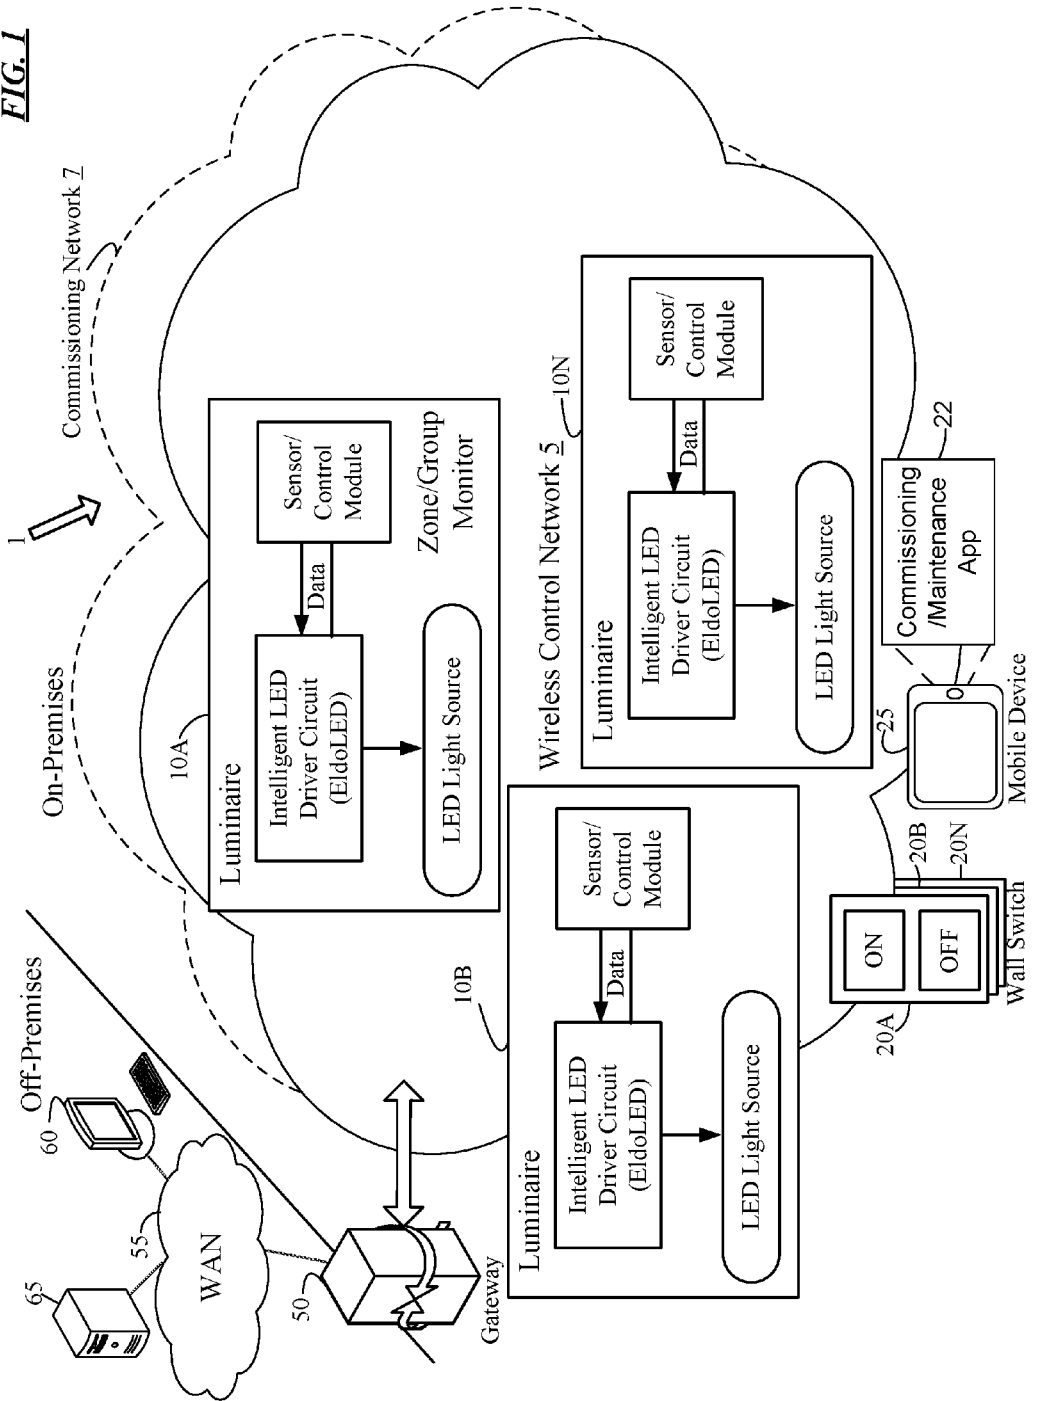 FIG. 1
1
Commissioning Network 7
On-Premises
Off-Premises
65
60
55
WAN
50
Gateway
10A
Luminaire
Intelligent LED
Driver Circuit
(EldoLED)
Data
Sensor/
Control
Module
LED Light Source
Zone/Group
Monitor
10B
Luminaire
Intelligent LED
Driver Circuit
(EldoLED)
Data
Sensor/
Control
Module
LED Light Source
Wireless Control Network 5
10N
Luminaire
Intelligent LED
Driver Circuit
(EldoLED)
Data
Sensor/
Control
Module
LED Light Source
20A
ON
OFF
20B
20N
Wall Switch
25
Mobile Device
Commissioning
/Maintenance
App
22